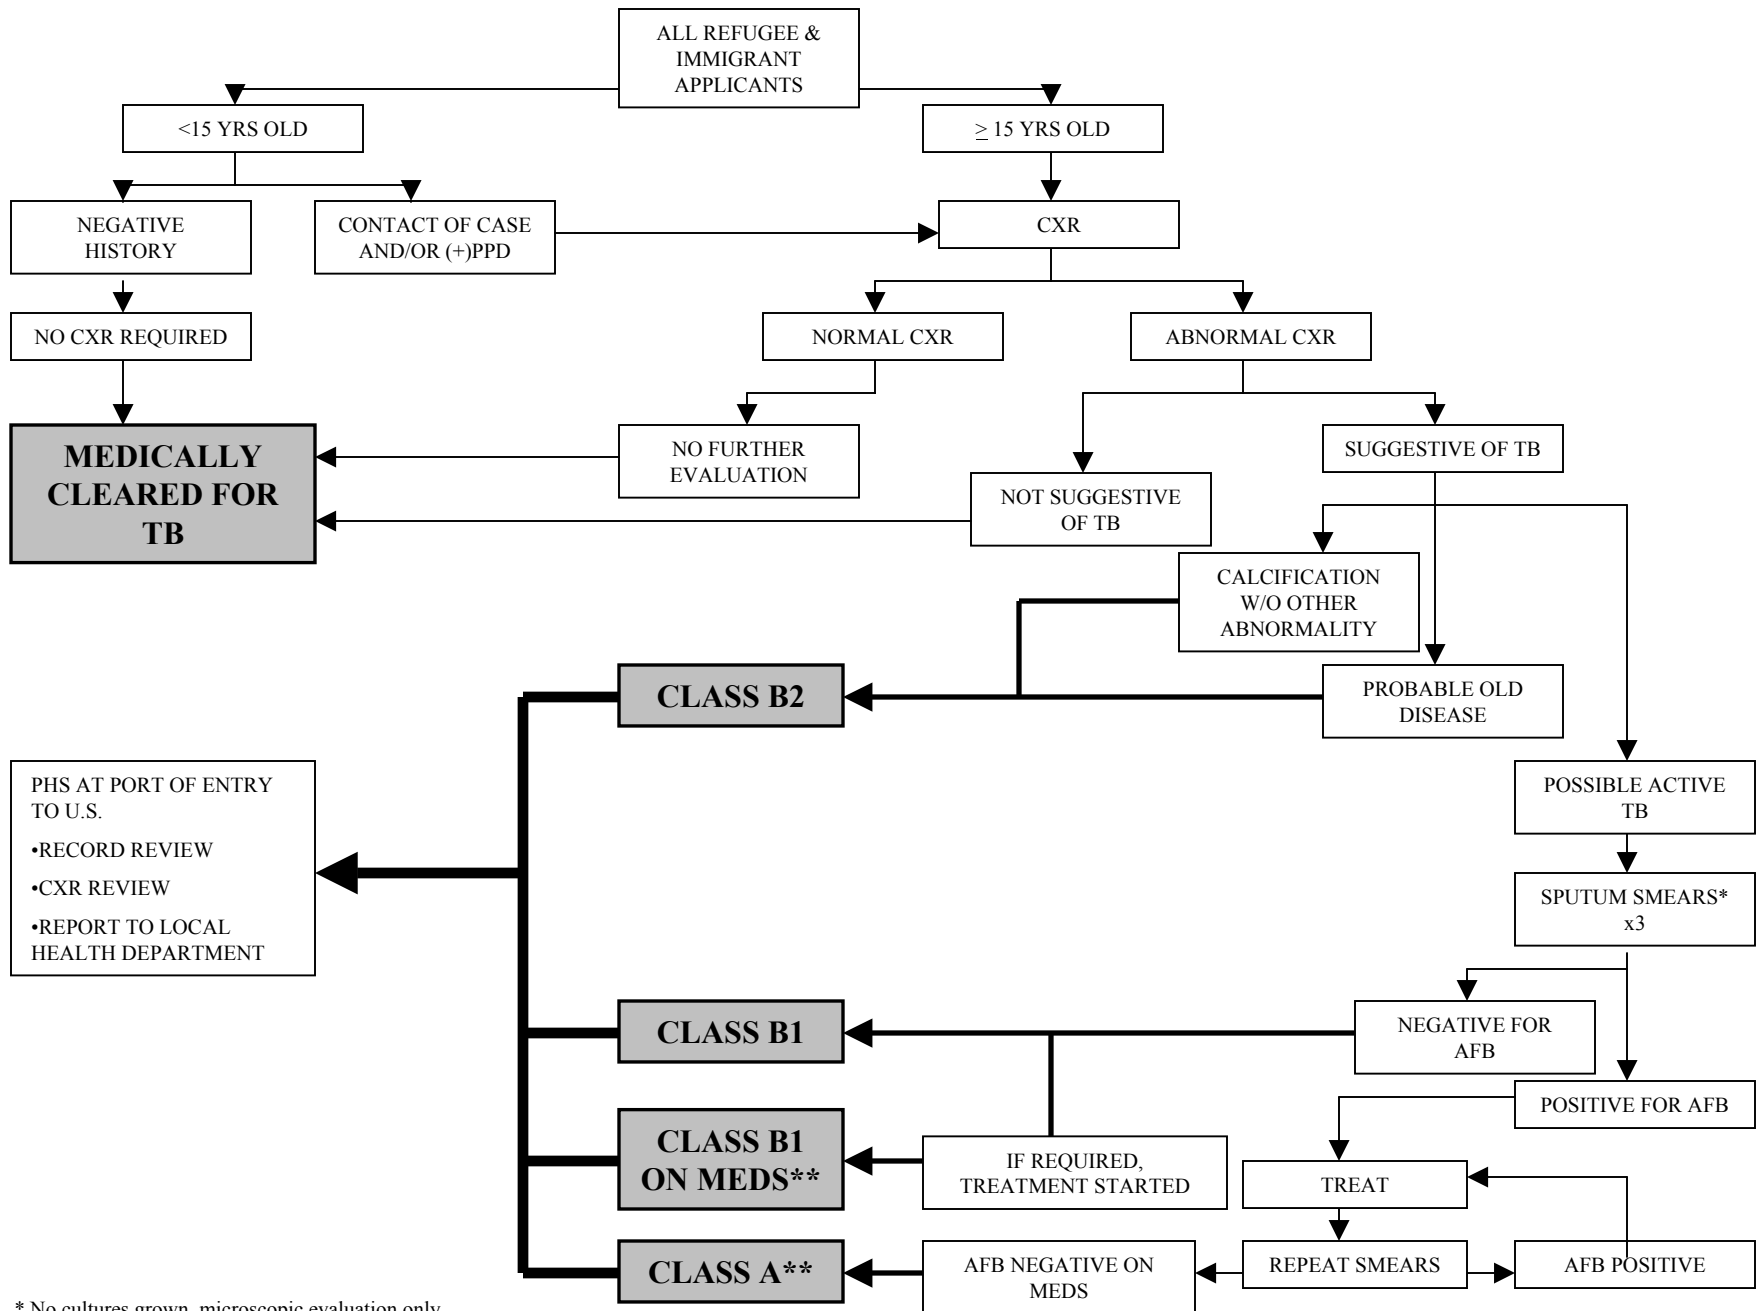 ALL REFUGEE &
IMMIGRANT
APPLICANTS
<15 YRS OLD
≥ 15 YRS OLD
NEGATIVE
HISTORY
CONTACT OF CASE
AND/OR (+)PPD
CXR
NO CXR REQUIRED
NORMAL CXR
ABNORMAL CXR
MEDICALLY
CLEARED FOR
TB
NO FURTHER
EVALUATION
SUGGESTIVE OF TB
NOT SUGGESTIVE
OF TB
CALCIFICATION
W/O OTHER
ABNORMALITY
CLASS B2
PROBABLE OLD
DISEASE
PHS AT PORT OF ENTRY
TO U.S.
•RECORD REVIEW
•CXR REVIEW
•REPORT TO LOCAL
HEALTH DEPARTMENT
POSSIBLE ACTIVE
TB
SPUTUM SMEARS*
x3
CLASS B1
NEGATIVE FOR
AFB
POSITIVE FOR AFB
CLASS B1
ON MEDS**
IF REQUIRED,
TREATMENT STARTED
TREAT
CLASS A**
AFB NEGATIVE ON
MEDS
REPEAT SMEARS
AFB POSITIVE
* No cultures grown, microscopic evaluation only